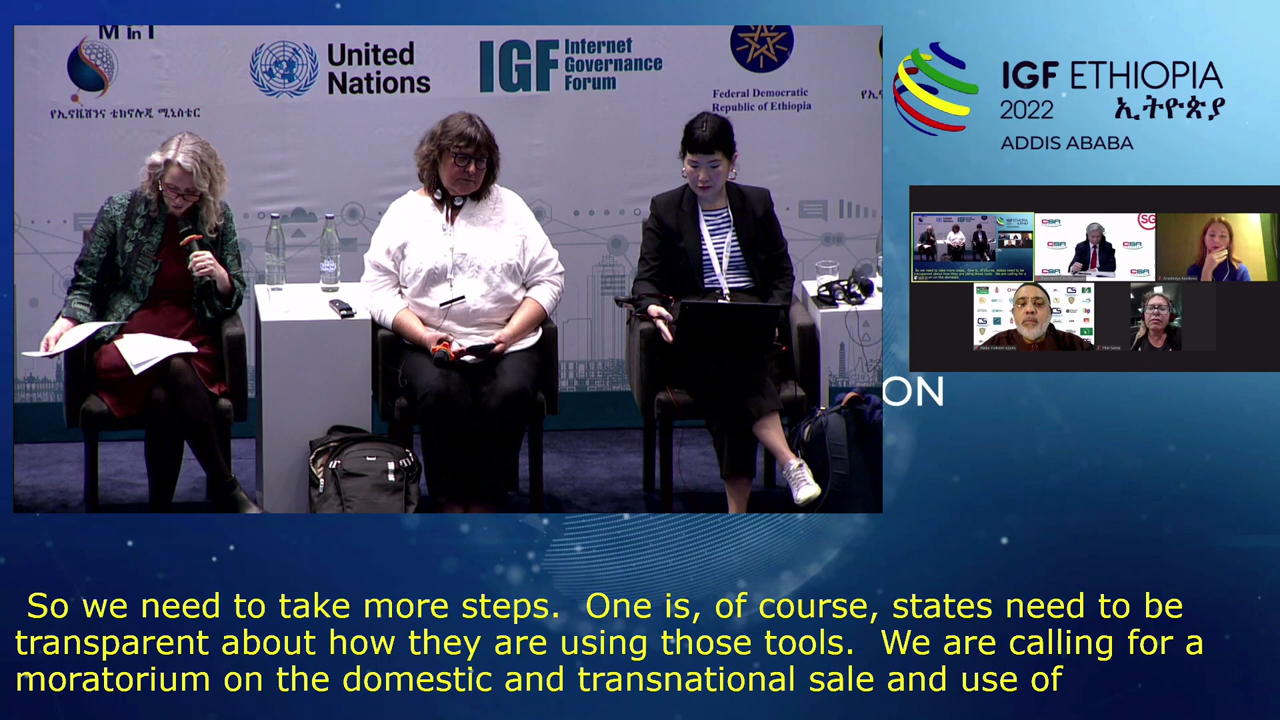 M in T
የኢኖቬሽንና ቴክኖሎጂ ሚኒስቴር
United
Nations
IGF Internet
Governance
Forum
Federal Democratic
Republic of Ethiopia
IGF ETHIOPIA
2022 ኢትዮጵያ
ADDIS ABABA
ON
So we need to take more steps.  One is, of course, states need to be
transparent about how they are using those tools.  We are calling for a
moratorium on the domestic and transnational sale and use of